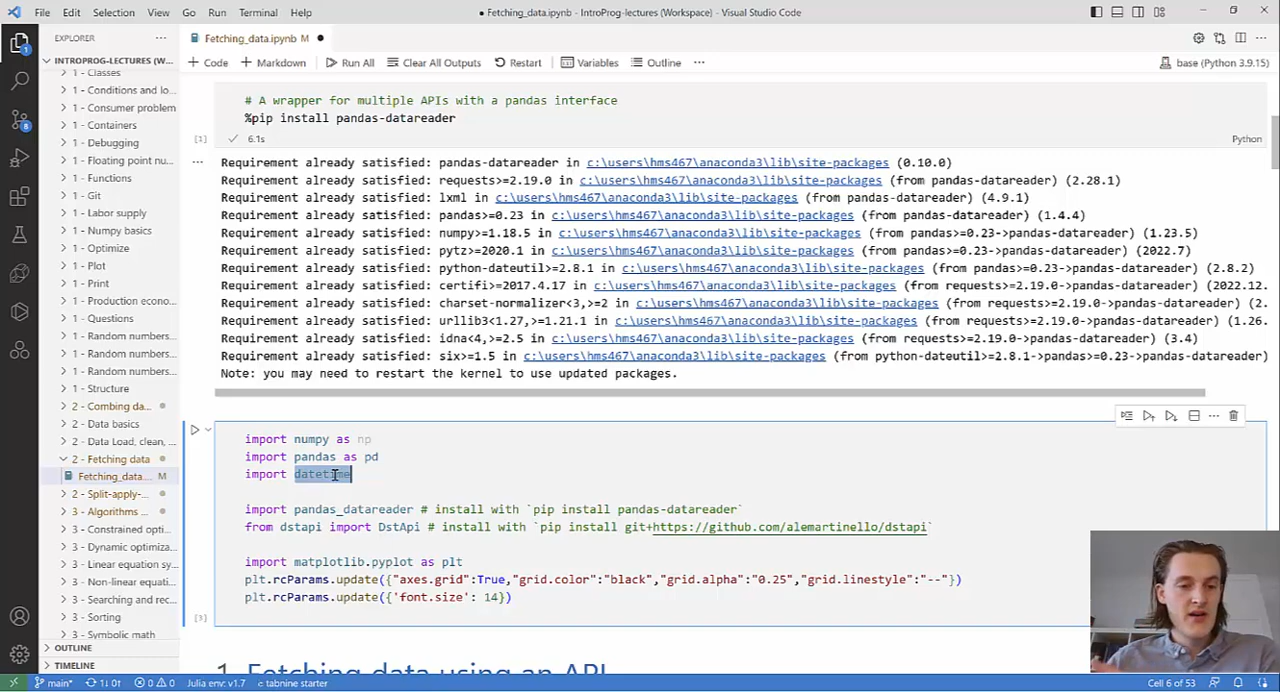 File Edit Selection View Go Run Terminal Help
● Fetching_data.ipynb - IntroProg-lectures (Workspace) - Visual Studio Code
EXPLORER ···
INTROPROG-LECTURES (W...
1 - Classes
1 - Conditions and lo...
1 - Consumer problem
1 - Containers
1 - Debugging
1 - Floating point nu...
1 - Functions
1 - Git
1 - Labor supply
1 - Numpy basics
1 - Optimize
1 - Plot
1 - Print
1 - Production econo...
1 - Questions
1 - Random numbers...
1 - Random numbers...
1 - Random numbers...
1 - Structure
2 - Combing da...
2 - Data basics
2 - Data Load, clean, ...
2 - Fetching data
Fetching_data.... M
2 - Split-apply-...
3 - Algorithms ...
3 - Constrained opti...
3 - Dynamic optimiza...
3 - Linear equation sy...
3 - Non-linear equati...
3 - Searching and rec...
3 - Sorting
3 - Symbolic math
OUTLINE
TIMELINE
Fetching_data.ipynb M ●
+ Code + Markdown Run All Clear All Outputs Restart Variables Outline ··· base (Python 3.9.15)
# A wrapper for multiple APIs with a pandas interface
%pip install pandas-datareader
[1] ✓ 6.1s Python
Requirement already satisfied: pandas-datareader in c:\users\hms467\anaconda3\lib\site-packages (0.10.0)
Requirement already satisfied: requests>=2.19.0 in c:\users\hms467\anaconda3\lib\site-packages (from pandas-datareader) (2.28.1)
Requirement already satisfied: lxml in c:\users\hms467\anaconda3\lib\site-packages (from pandas-datareader) (4.9.1)
Requirement already satisfied: pandas>=0.23 in c:\users\hms467\anaconda3\lib\site-packages (from pandas-datareader) (1.4.4)
Requirement already satisfied: numpy>=1.18.5 in c:\users\hms467\anaconda3\lib\site-packages (from pandas>=0.23->pandas-datareader) (1.23.5)
Requirement already satisfied: pytz>=2020.1 in c:\users\hms467\anaconda3\lib\site-packages (from pandas>=0.23->pandas-datareader) (2022.7)
Requirement already satisfied: python-dateutil>=2.8.1 in c:\users\hms467\anaconda3\lib\site-packages (from pandas>=0.23->pandas-datareader) (2.8.2)
Requirement already satisfied: certifi>=2017.4.17 in c:\users\hms467\anaconda3\lib\site-packages (from requests>=2.19.0->pandas-datareader) (2022.12.
Requirement already satisfied: charset-normalizer<3,>=2 in c:\users\hms467\anaconda3\lib\site-packages (from requests>=2.19.0->pandas-datareader) (2.
Requirement already satisfied: urllib3<1.27,>=1.21.1 in c:\users\hms467\anaconda3\lib\site-packages (from requests>=2.19.0->pandas-datareader) (1.26.
Requirement already satisfied: idna<4,>=2.5 in c:\users\hms467\anaconda3\lib\site-packages (from requests>=2.19.0->pandas-datareader) (3.4)
Requirement already satisfied: six>=1.5 in c:\users\hms467\anaconda3\lib\site-packages (from python-dateutil>=2.8.1->pandas>=0.23->pandas-datareader)
Note: you may need to restart the kernel to use updated packages.
import numpy as np
import pandas as pd
import datetime
import pandas_datareader # install with `pip install pandas-datareader`
from dstapi import DstApi # install with `pip install git+https://github.com/alemartinello/dstapi`
import matplotlib.pyplot as plt
plt.rcParams.update({"axes.grid":True,"grid.color":"black","grid.alpha":"0.25","grid.linestyle":"--"})
plt.rcParams.update({'font.size': 14})
[3]
1 Fetching data using an API
main* 1↓ 0↑ 0 0 Julia env: v1.7 tabnine starter Cell 6 of 53